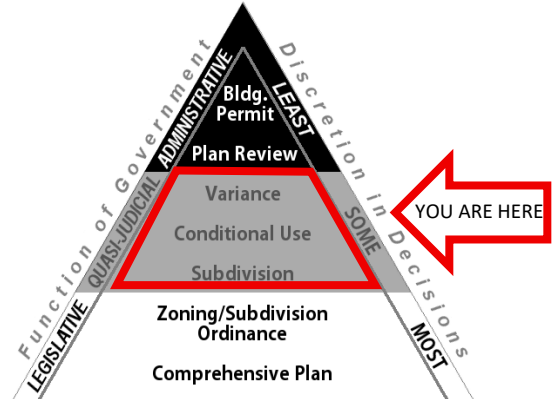 Function of Government
Discretion in Decisions
ADMINISTRATIVE
LEAST
Bldg.
Permit
Plan Review
QUASI-JUDICIAL
SOME
Variance
Conditional Use
Subdivision
YOU ARE HERE
LEGISLATIVE
MOST
Zoning/Subdivision
Ordinance
Comprehensive Plan